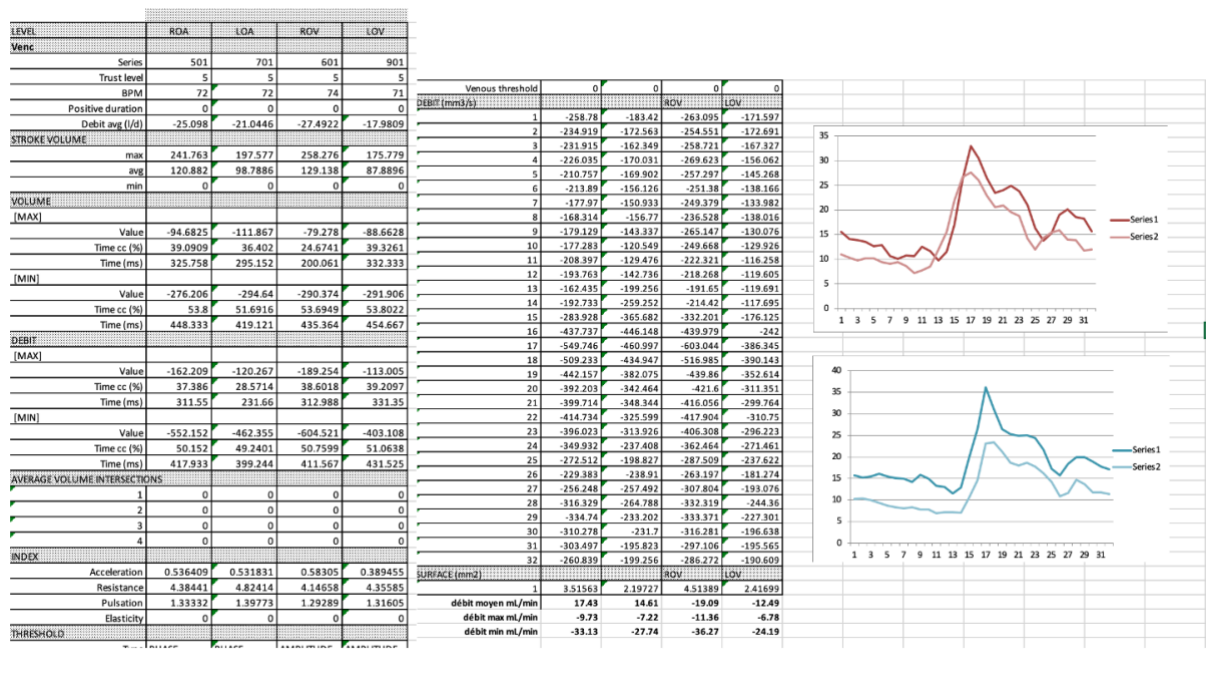 LEVEL ROA LOA ROV LOV
Venc
Series 501 701 601 901
Trust level 5 5 5 5
BPM 72 72 74 71
Positive duration 0 0 0 0
Debit avg (l/d) -25.098 -21.0446 -27.4922 -17.9809
STROKE VOLUME
max 241.763 197.577 258.276 175.779
avg 120.882 98.7886 129.138 87.8896
min 0 0 0 0
VOLUME
[MAX]
Value -94.6825 -111.867 -79.278 -88.6628
Time cc (%) 39.0909 36.402 24.6741 39.3261
Time (ms) 325.758 295.152 200.061 332.333
[MIN]
Value -276.206 -294.64 -290.374 -291.906
Time cc (%) 53.8 51.6916 53.6949 53.8022
Time (ms) 448.333 419.121 435.364 454.667
DEBIT
[MAX]
Value -162.209 -120.267 -189.254 -113.005
Time cc (%) 37.386 28.5714 38.6018 39.2097
Time (ms) 311.55 231.66 312.988 331.35
[MIN]
Value -552.152 -462.355 -604.521 -403.108
Time cc (%) 50.152 49.2401 50.7599 51.0638
Time (ms) 417.933 399.244 411.567 431.525
AVERAGE VOLUME INTERSECTIONS
1 0 0 0 0
2 0 0 0 0
3 0 0 0 0
4 0 0 0 0
INDEX
Acceleration 0.536409 0.531831 0.58305 0.389455
Resistance 4.38441 4.82414 4.14658 4.35585
Pulsation 1.33332 1.39773 1.29289 1.31605
Elasticity 0 0 0 0
THRESHOLD
Venous threshold 0 0 0 0
DEBIT (mm3/s) ROV LOV
1 -258.78 -183.42 -263.095 -171.597
2 -234.919 -172.563 -254.551 -172.691
3 -231.915 -162.349 -258.721 -167.327
4 -226.035 -170.031 -269.623 -156.062
5 -210.757 -169.902 -257.297 -145.268
6 -213.89 -156.126 -251.38 -138.166
7 -177.97 -150.933 -249.379 -133.982
8 -168.314 -156.77 -236.528 -138.016
9 -179.129 -143.337 -265.147 -130.076
10 -177.283 -120.549 -249.668 -129.926
11 -208.397 -129.476 -222.321 -116.258
12 -193.763 -142.736 -218.268 -119.605
13 -162.435 -199.256 -191.65 -119.691
14 -192.733 -259.252 -214.42 -117.695
15 -283.928 -365.682 -332.201 -176.125
16 -437.737 -446.148 -439.979 -242
17 -549.746 -460.997 -603.044 -386.345
18 -509.233 -434.947 -516.985 -390.143
19 -442.157 -382.075 -439.86 -352.614
20 -392.203 -342.464 -421.6 -311.351
21 -399.714 -348.344 -416.056 -299.764
22 -414.734 -325.599 -417.904 -310.75
23 -396.023 -313.926 -406.308 -296.223
24 -349.932 -237.408 -362.464 -271.461
25 -272.512 -198.827 -287.509 -237.622
26 -229.383 -238.91 -263.197 -181.274
27 -256.248 -257.492 -307.804 -193.076
28 -316.329 -264.788 -332.319 -244.36
29 -334.74 -233.202 -333.371 -227.301
30 -310.278 -231.7 -316.281 -196.638
31 -303.497 -195.823 -297.106 -195.565
32 -260.839 -199.256 -286.272 -190.609
SURFACE (mm2) ROV LOV
1 3.51563 2.19727 4.51389 2.41699
débit moyen mL/min 17.43 14.61 -19.09 -12.49
débit max mL/min -9.73 -7.22 -11.36 -6.78
débit min mL/min -33.13 -27.74 -36.27 -24.19
35
30
25
20
15
10
5
0
1 3 5 7 9 11 13 15 17 19 21 23 25 27 29 31
Series1
Series2
40
35
30
25
20
15
10
5
0
1 3 5 7 9 11 13 15 17 19 21 23 25 27 29 31
Series1
Series2